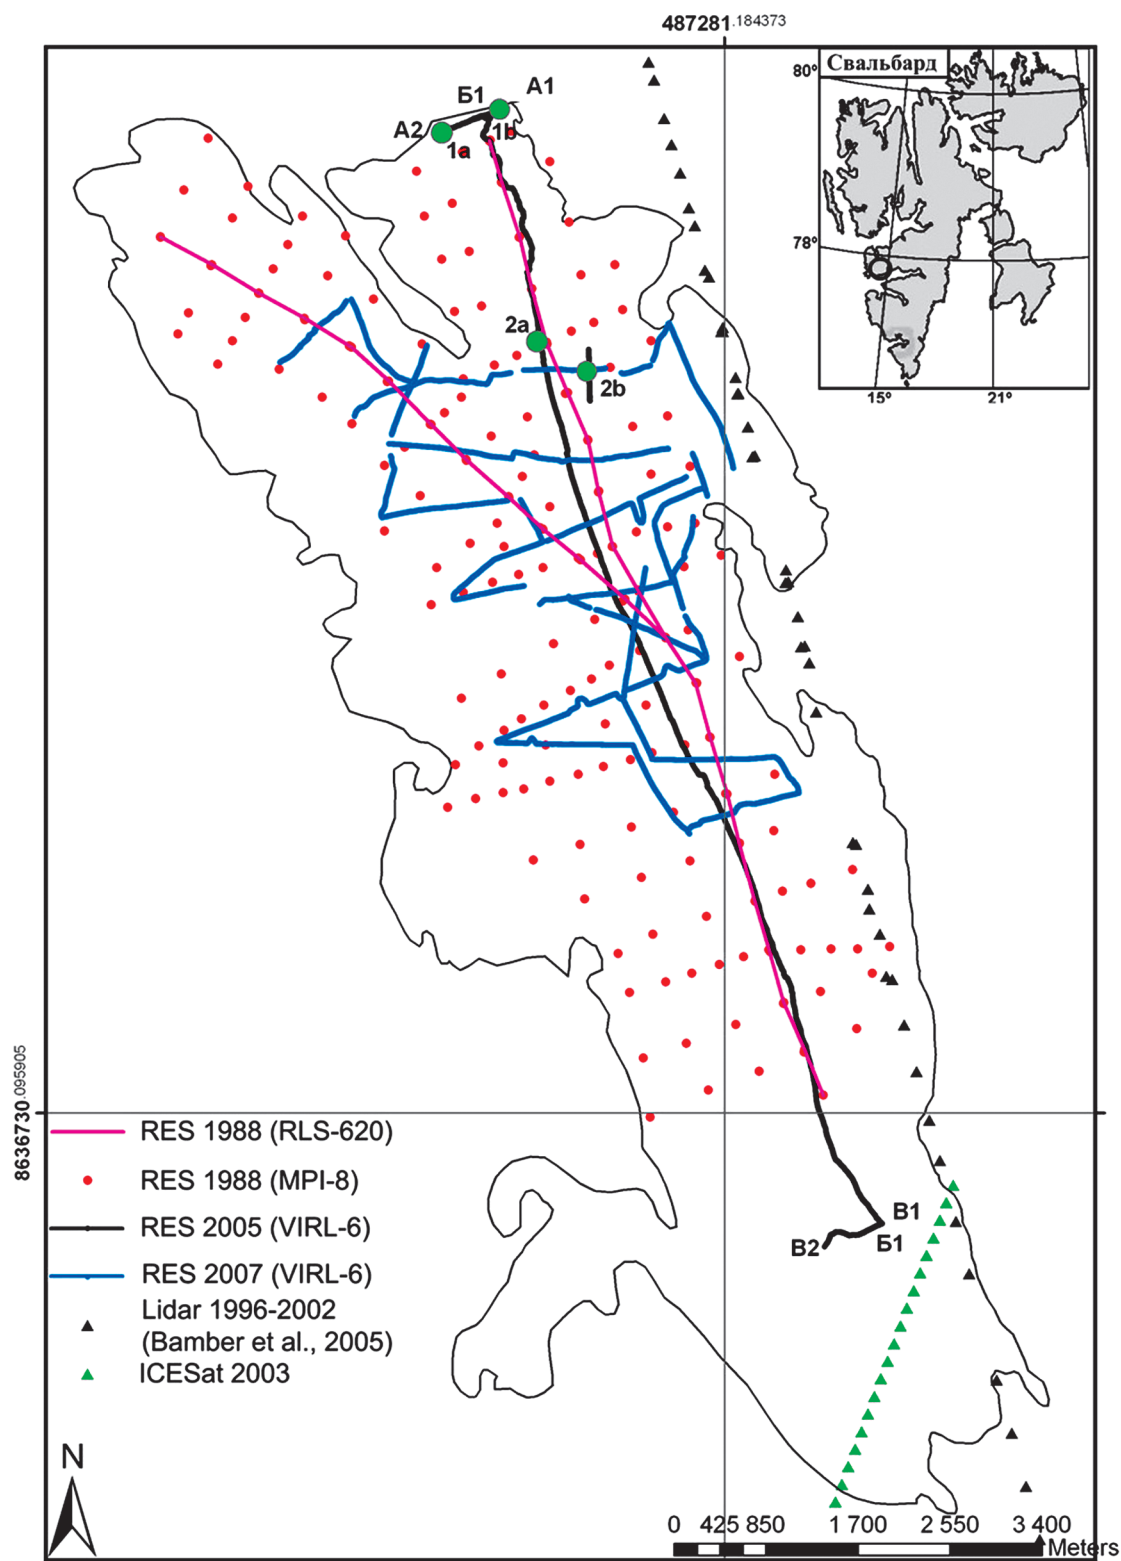 487281.184373
80°
Свальбард
78°
15°
21°
Б1
А1
А2
1a
1b
2a
2b
8636730.095905
RES 1988 (RLS-620)
RES 1988 (MPI-8)
RES 2005 (VIRL-6)
RES 2007 (VIRL-6)
Lidar 1996-2002
(Bamber et al., 2005)
ICESat 2003
В1
В2
Б1
N
0 425 850 1 700 2 550 3 400
Meters